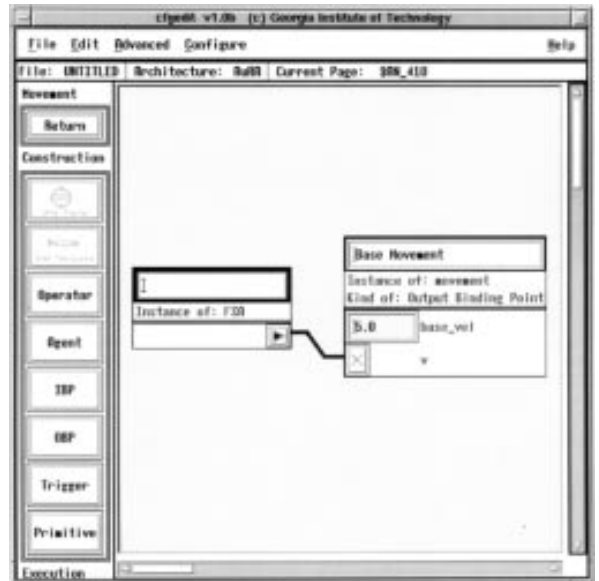 cfgedit v1.0b (c) Georgia Institute of Technology
File Edit Advanced Configure Help
File: UNTITLED Architecture: AuRA Current Page:
Movement
Return
Construction
Operator
Agent
IBP
OBP
Trigger
Primitive
Execution
Instance of: FSA
Base Movement
Instance of: movement
Kind of: Output Binding Point
5.0 base_vel
v